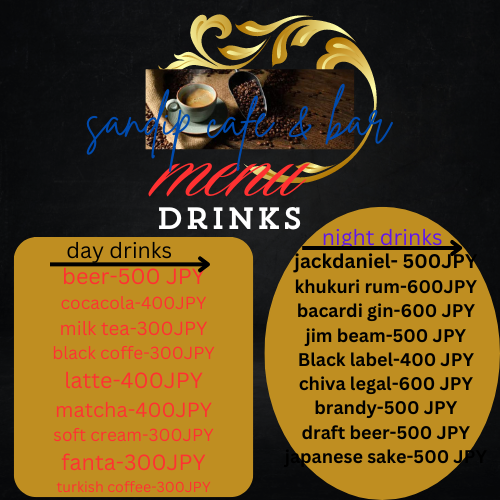 sandip cafe & bar
menu
DRINKS
day drinks
beer-500 JPY
cocacola-400JPY
milk tea-300JPY
black coffe-300JPY
latte-400JPY
matcha-400JPY
soft cream-300JPY
fanta-300JPY
turkish coffee-300JPY
night drinks
jackdaniel- 500JPY
khukuri rum-600JPY
bacardi gin-600 JPY
jim beam-500 JPY
Black label-400 JPY
chiva legal-600 JPY
brandy-500 JPY
draft beer-500 JPY
japanese sake-500 JPY